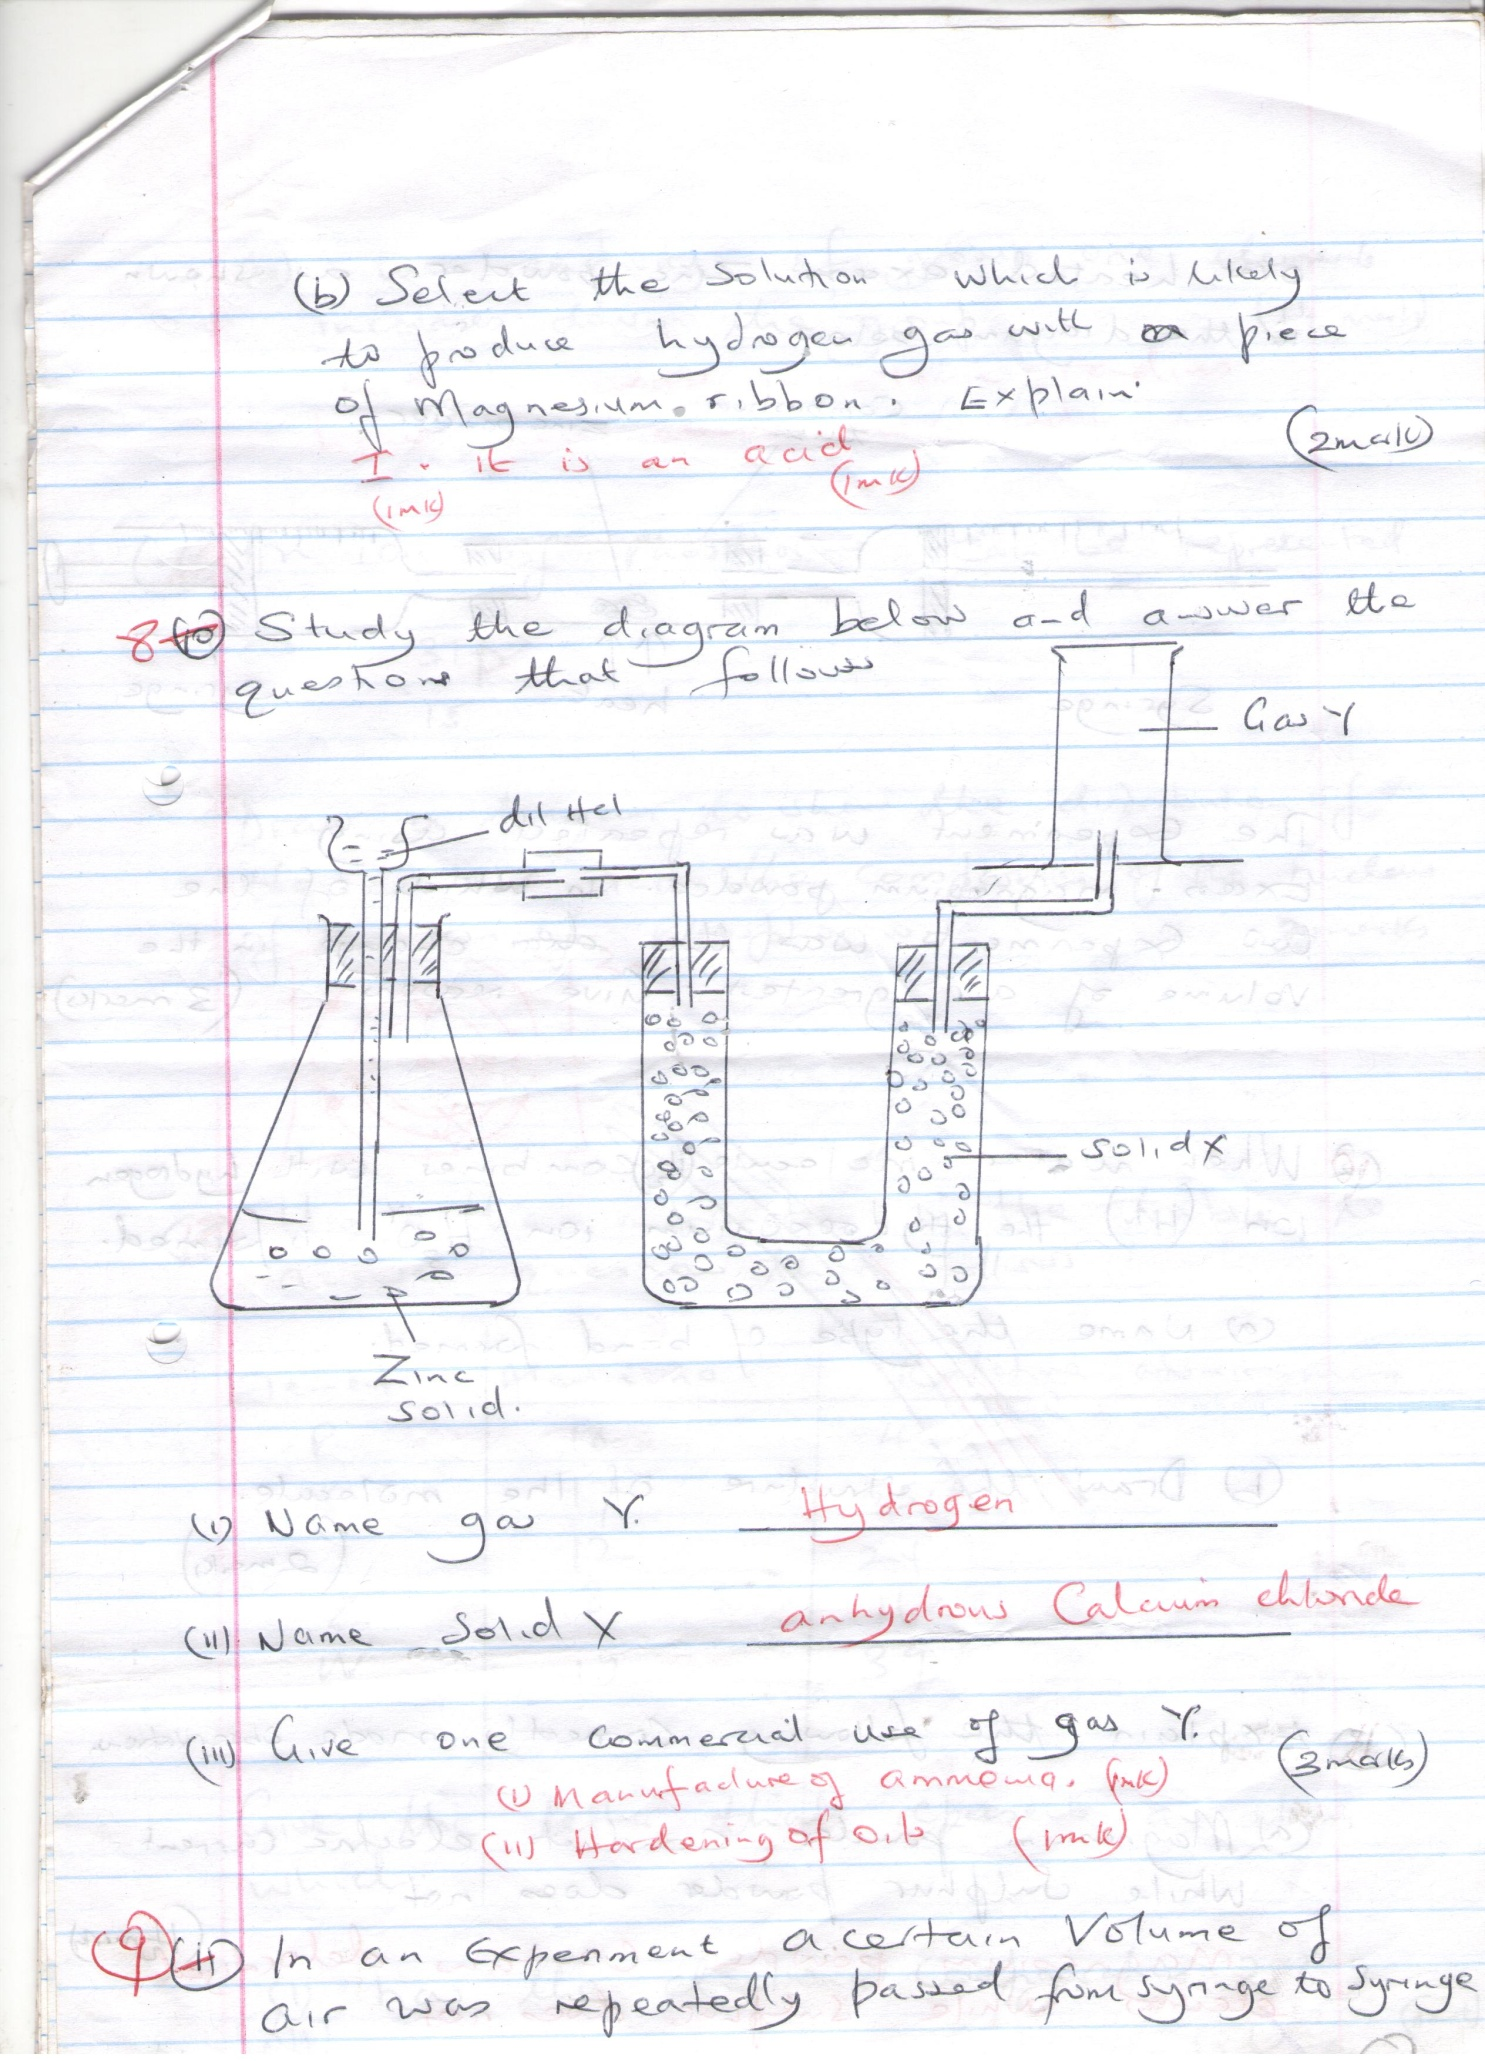 (b) Select the solution which is likely
to produce hydrogen gas with a piece
of Magnesium ribbon. Explain
(2mark)
I. it is an acid
(1mk) (1mk)
8 (10) Study the diagram below and answer the
questions that follows
Gas Y
dil Hcl
solid X
Zinc
solid.
(i) Name gas Y. Hydrogen
(ii) Name Solid X anhydrous Calcium chloride
(iii) Give one commercial use of gas Y.
(3marks)
(i) Manufacture of ammonia. (1mk)
(ii) Hardening of oils (1mk)
9 (11) In an Experiment a certain Volume of
air was repeatedly passed from syringe to syringe